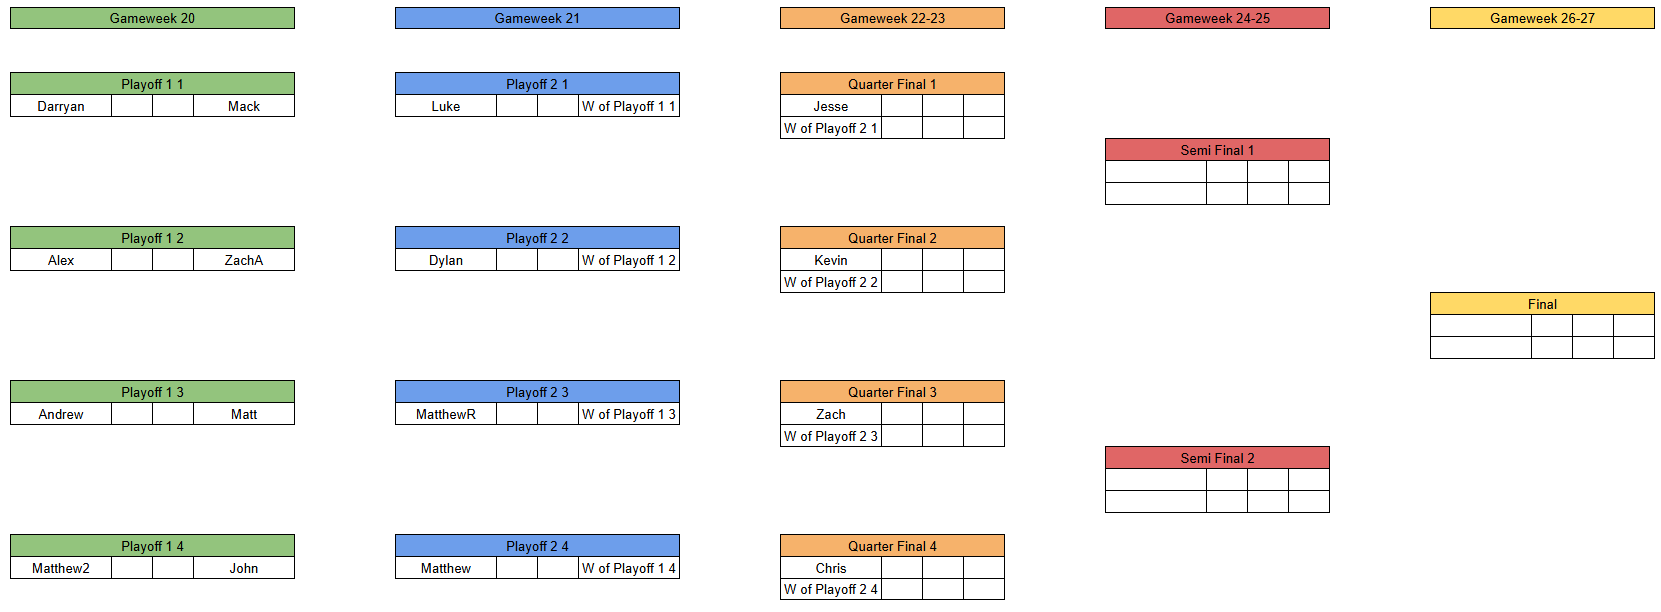 Gameweek 20
Gameweek 21
Gameweek 22-23
Gameweek 24-25
Gameweek 26-27
Playoff 1 1
Darryan Mack
Playoff 2 1
Luke W of Playoff 1 1
Quarter Final 1
Jesse
W of Playoff 2 1
Semi Final 1
Playoff 1 2
Alex ZachA
Playoff 2 2
Dylan W of Playoff 1 2
Quarter Final 2
Kevin
W of Playoff 2 2
Final
Playoff 1 3
Andrew Matt
Playoff 2 3
MatthewR W of Playoff 1 3
Quarter Final 3
Zach
W of Playoff 2 3
Semi Final 2
Playoff 1 4
Matthew2 John
Playoff 2 4
Matthew W of Playoff 1 4
Quarter Final 4
Chris
W of Playoff 2 4